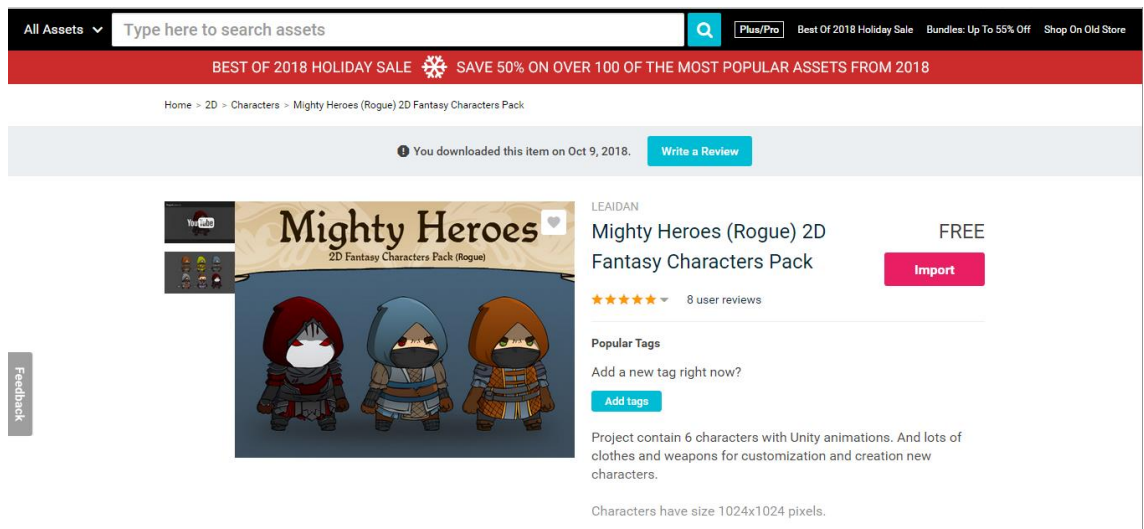 All Assets
Type here to search assets
Plus/Pro
Best Of 2018 Holiday Sale
Bundles: Up To 55% Off
Shop On Old Store
BEST OF 2018 HOLIDAY SALE SAVE 50% ON OVER 100 OF THE MOST POPULAR ASSETS FROM 2018
Home > 2D > Characters > Mighty Heroes (Rogue) 2D Fantasy Characters Pack
You downloaded this item on Oct 9, 2018.
Write a Review
YouTube
Mighty Heroes
2D Fantasy Characters Pack (Rogue)
LEAIDAN
Mighty Heroes (Rogue) 2D
Fantasy Characters Pack
FREE
Import
8 user reviews
Popular Tags
Add a new tag right now?
Add tags
Project contain 6 characters with Unity animations. And lots of
clothes and weapons for customization and creation new
characters.
Characters have size 1024x1024 pixels.
Feedback